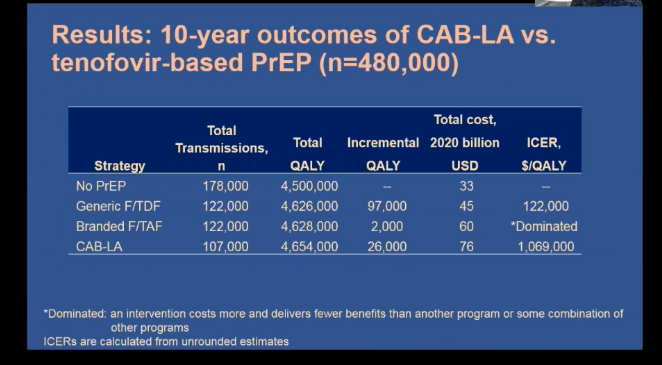 Results: 10-year outcomes of CAB-LA vs.
tenofovir-based PrEP (n=480,000)
Strategy Total Transmissions, n Total QALY Incremental QALY Total cost, 2020 billion USD ICER, $/QALY
No PrEP 178,000 4,500,000 -- 33 --
Generic F/TDF 122,000 4,626,000 97,000 45 122,000
Branded F/TAF 122,000 4,628,000 2,000 60 *Dominated
CAB-LA 107,000 4,654,000 26,000 76 1,069,000
*Dominated: an intervention costs more and delivers fewer benefits than another program or some combination of
other programs
ICERs are calculated from unrounded estimates